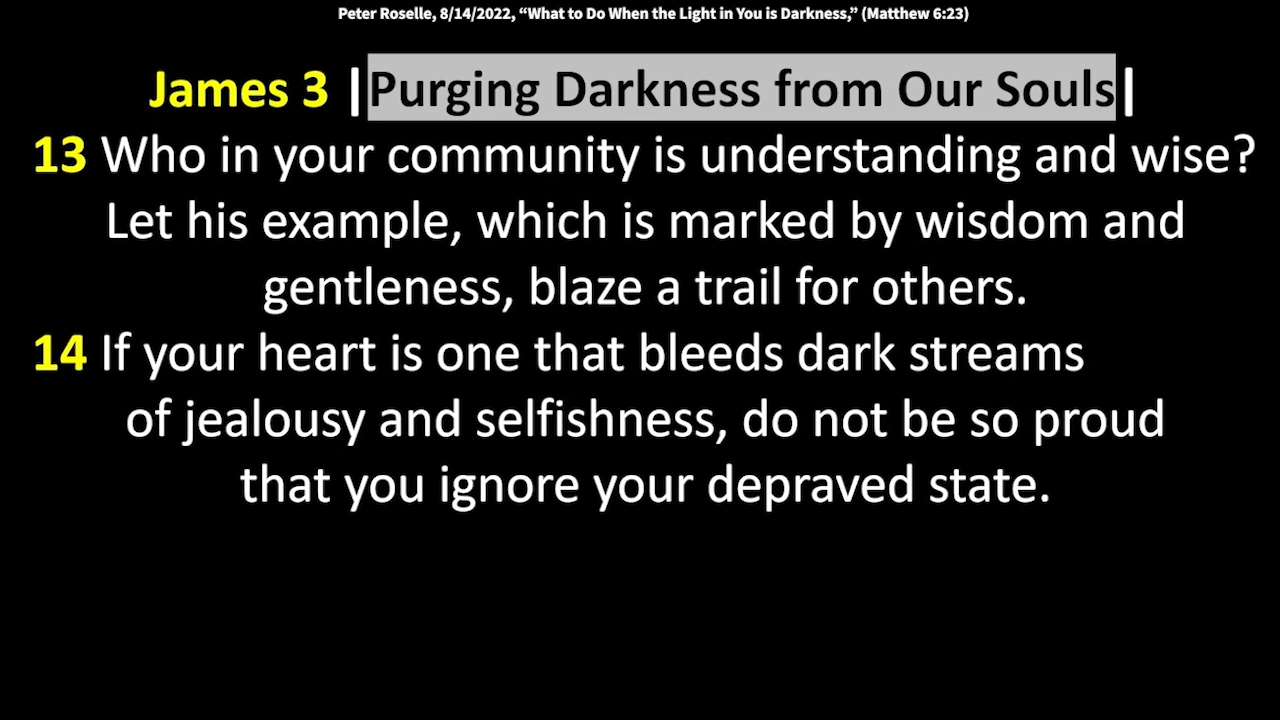 Peter Roselle, 8/14/2022, “What to Do When the Light in You is Darkness,” (Matthew 6:23)
James 3 |Purging Darkness from Our Souls|
13 Who in your community is understanding and wise?
Let his example, which is marked by wisdom and
gentleness, blaze a trail for others.
14 If your heart is one that bleeds dark streams
of jealousy and selfishness, do not be so proud
that you ignore your depraved state.